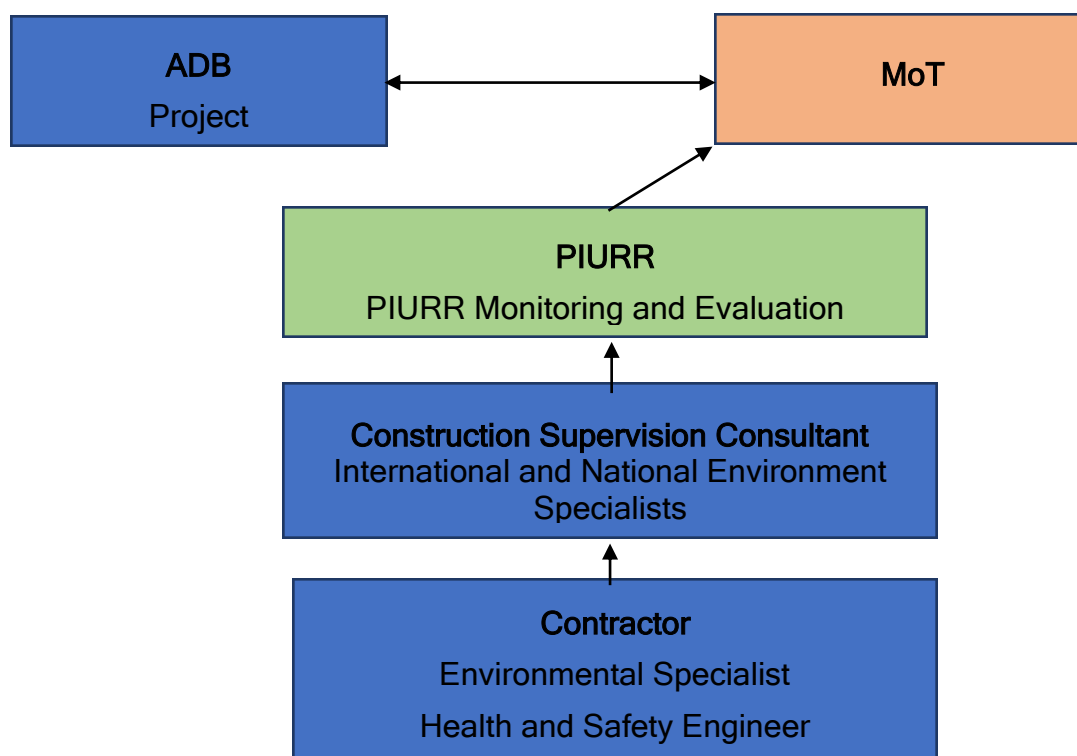 ADB
Project
MoT
PIURR
PIURR Monitoring and Evaluation
Construction Supervision Consultant
International and National Environment
Specialists
Contractor
Environmental Specialist
Health and Safety Engineer